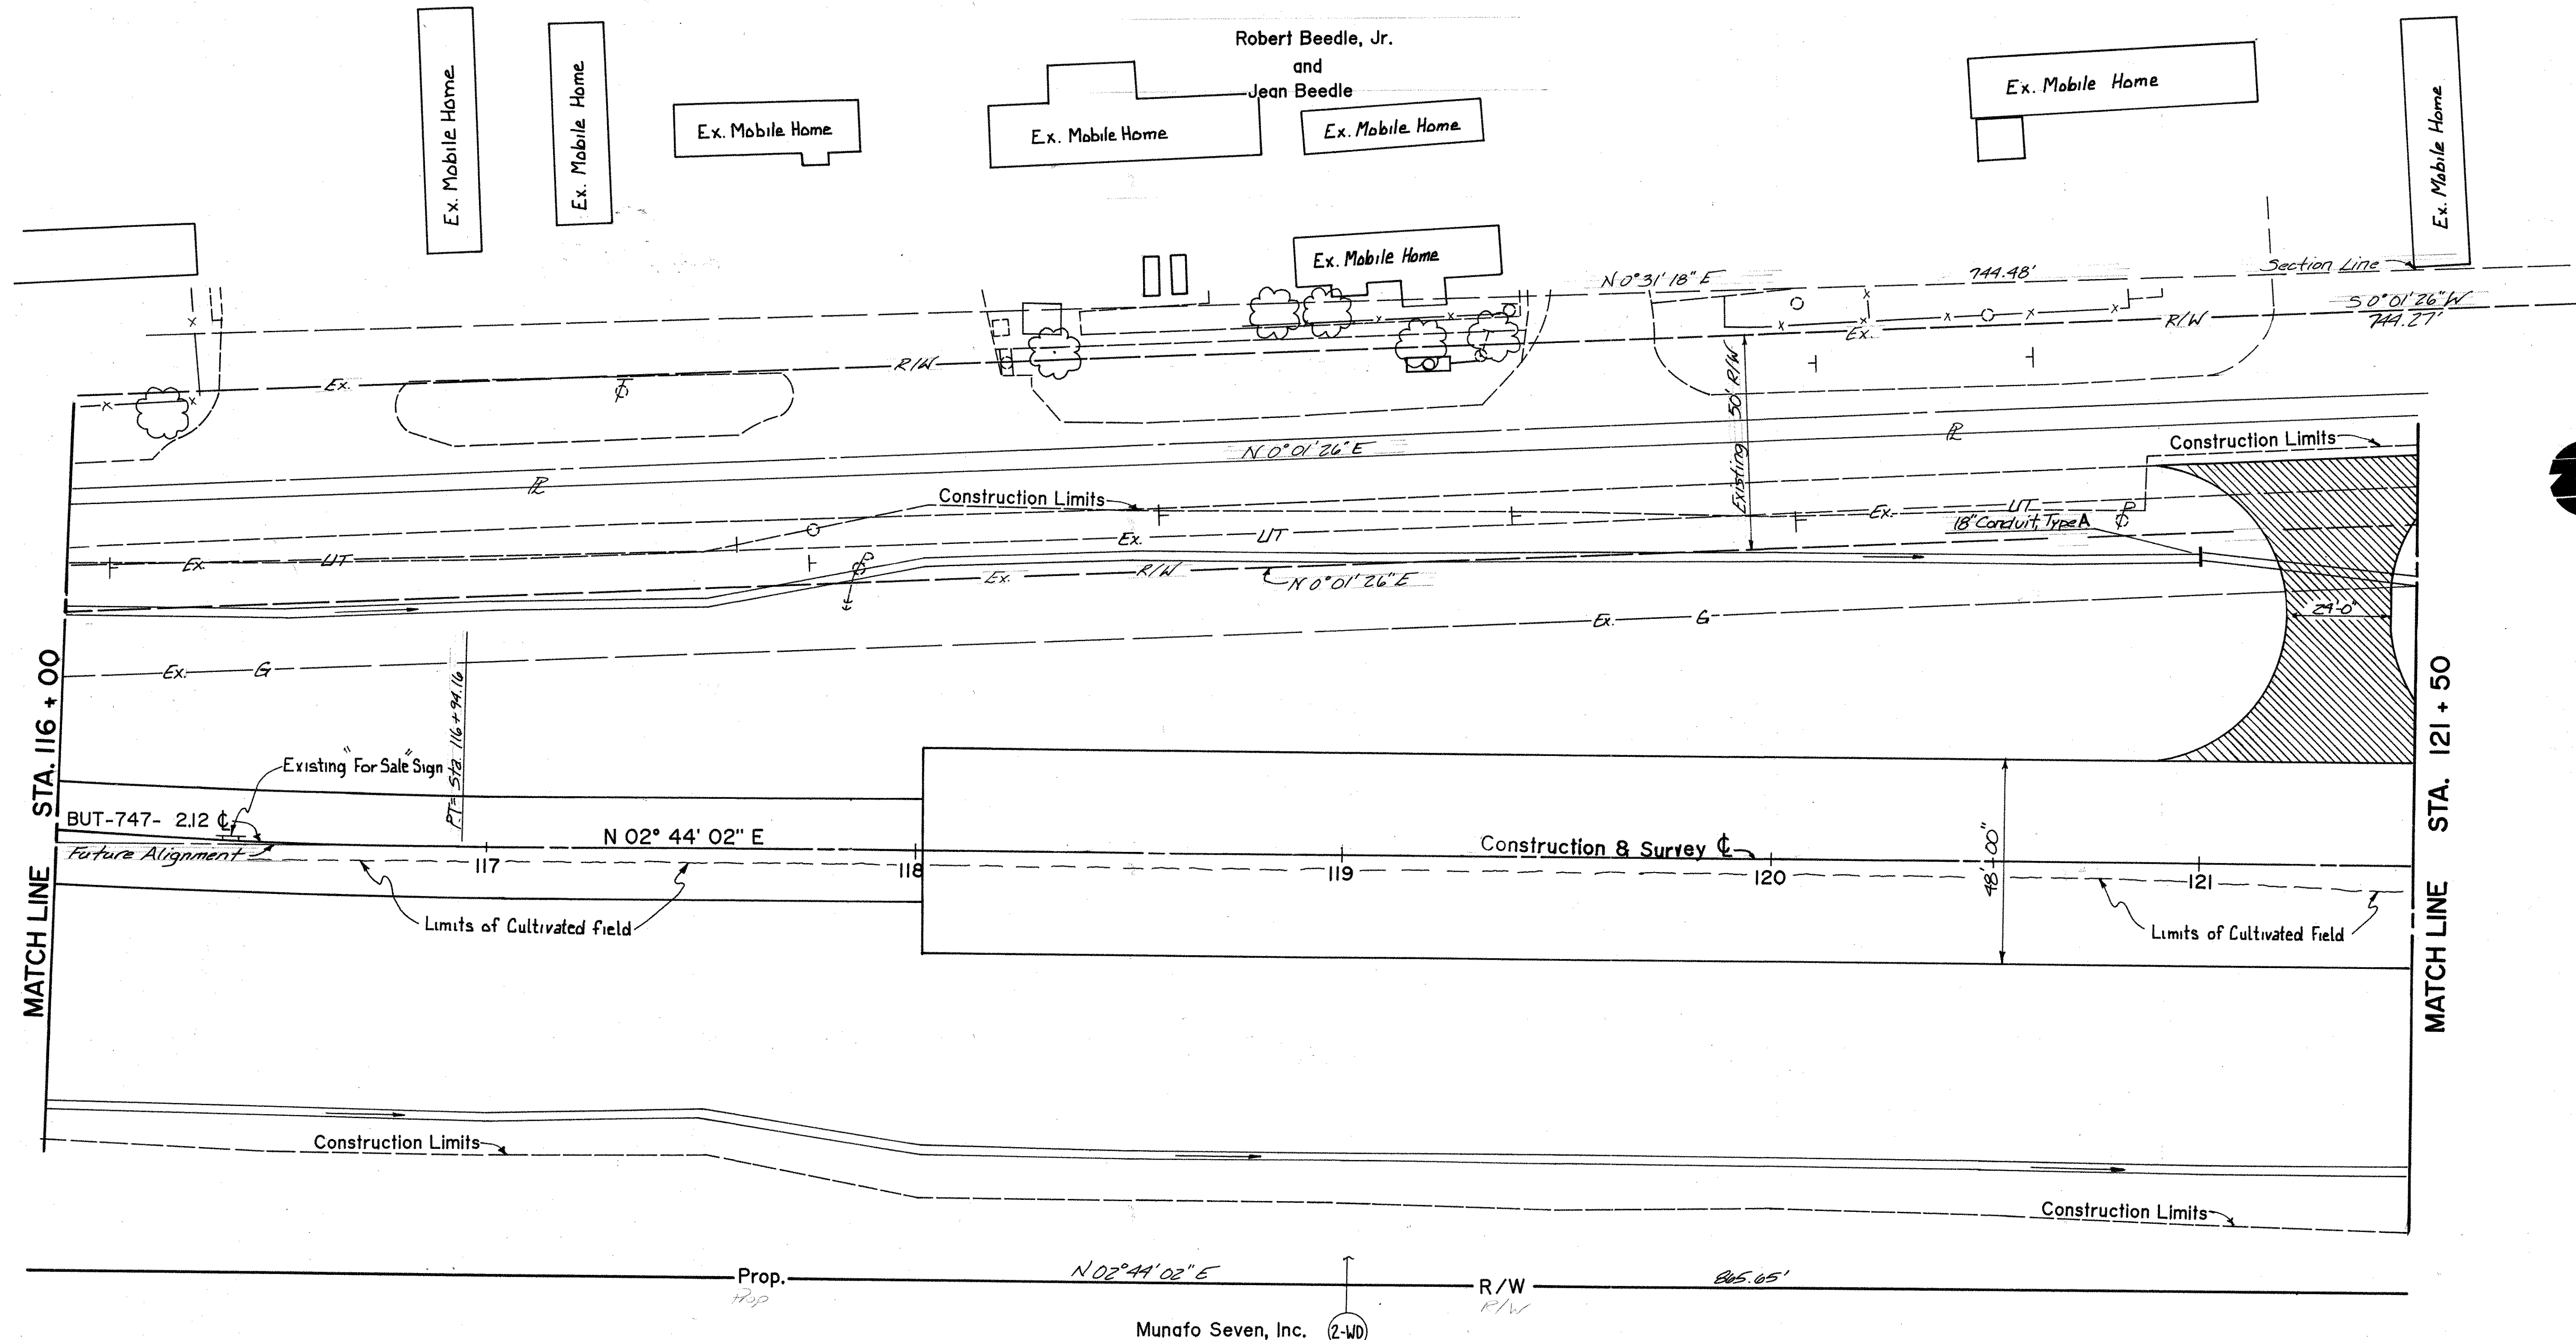 Robert Beedle, Jr.
and
Jean Beedle
Ex. Mobile Home
Ex. Mobile Home
Ex. Mobile Home
Ex. Mobile Home
Ex. Mobile Home
Ex. Mobile Home
Ex. Mobile Home
Ex. Mobile Home
N 0° 31' 18" E
744.48'
Section Line
S 0° 01' 26" W
744.27'
Ex.
R/W
Ex.
R/W
Existing 50' R/W
N 0° 01' 26" E
℄
PL
PL
Construction Limits
Construction Limits
Ex.
UT
18" Conduit, Type A
Ex.
UT
Ex.
UT
Ex.
R/W
N 0° 01' 26" E
24'-0"
Ex.
G
Ex.
G
P.T. = Sta. 116 + 94.16
Existing "For Sale" Sign
BUT-747- 2.12 ℄
Future Alignment
N 02° 44' 02" E
Construction & Survey ℄
117
118
119
120
121
48'-00"
Limits of Cultivated Field
Limits of Cultivated Field
MATCH LINE STA. 116 + 00
MATCH LINE STA. 121 + 50
Construction Limits
Construction Limits
Prop.
N 02° 44' 02" E
R/W
865.65'
Prop
R/W
Munafo Seven, Inc.
2-WD